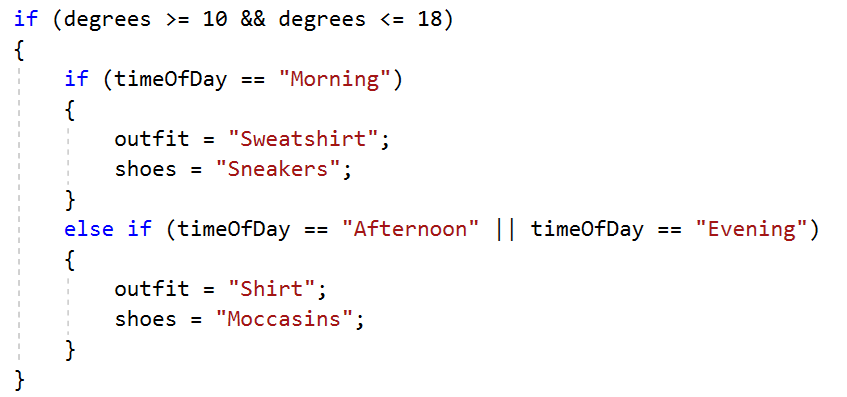 if (degrees >= 10 && degrees <= 18)
{
    if (timeOfDay == "Morning")
    {
        outfit = "Sweatshirt";
        shoes = "Sneakers";
    }
    else if (timeOfDay == "Afternoon" || timeOfDay == "Evening")
    {
        outfit = "Shirt";
        shoes = "Moccasins";
    }
}